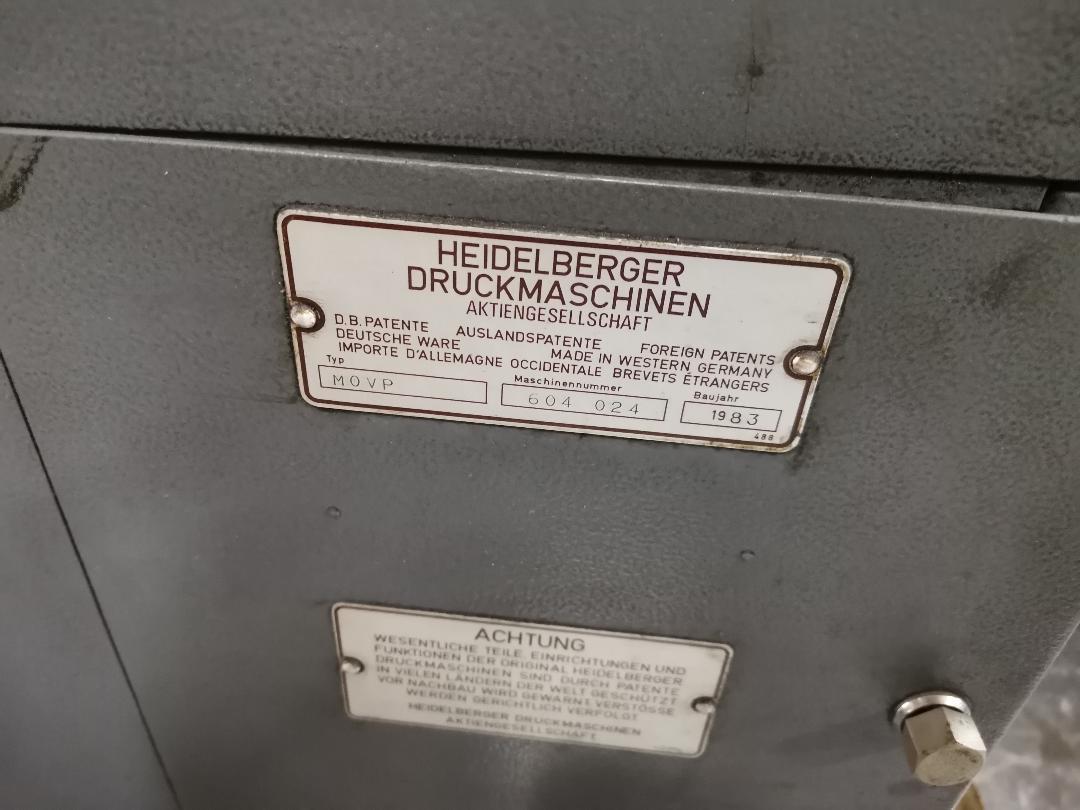 HEIDELBERGER
DRUCKMASCHINEN
AKTIENGESELLSCHAFT
D.B. PATENTE AUSLANDSPATENTE FOREIGN PATENTS
DEUTSCHE WARE MADE IN WESTERN GERMANY
IMPORTE D'ALLEMAGNE OCCIDENTALE BREVETS ÉTRANGERS
Typ Maschinennummer Baujahr
MOVP 604 024 1983
488
ACHTUNG
WESENTLICHE TEILE, EINRICHTUNGEN UND
FUNKTIONEN DER ORIGINAL HEIDELBERGER
DRUCKMASCHINEN SIND DURCH PATENTE
IN VIELEN LÄNDERN DER WELT GESCHÜTZT
VOR NACHBAU WIRD GEWARNT. VERSTÖSSE
WERDEN GERICHTLICH VERFOLGT
HEIDELBERGER DRUCKMASCHINEN
AKTIENGESELLSCHAFT